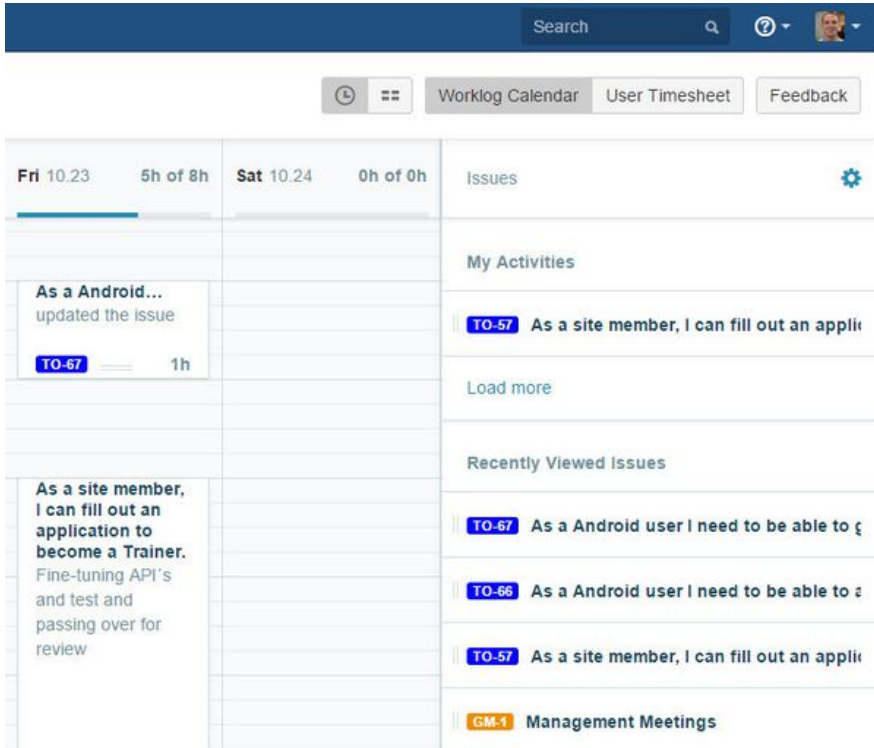 Search
Worklog Calendar User Timesheet Feedback
Fri 10.23 5h of 8h Sat 10.24 0h of 0h
As a Android...
updated the issue
TO-67 1h
As a site member,
I can fill out an
application to
become a Trainer.
Fine-tuning API´s
and test and
passing over for
review
Issues
My Activities
TO-57 As a site member, I can fill out an applic
Load more
Recently Viewed Issues
TO-67 As a Android user I need to be able to g
TO-66 As a Android user I need to be able to a
TO-57 As a site member, I can fill out an applic
GM-1 Management Meetings